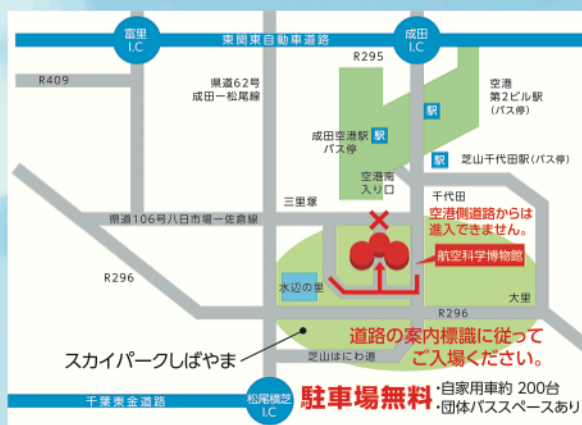 富里
I.C
東関東自動車道路
成田
I.C
R409
県道62号
成田ー松尾線
R295
空港
第2ビル駅
(バス停)
駅
成田空港駅
バス停
駅
駅
芝山千代田駅(バス停)
空港南
入り口
三里塚
千代田
空港側道路からは
進入できません。
県道106号八日市場ー佐倉線
航空科学博物館
R296
水辺の里
大里
R296
道路の案内標識に従って
ご入場ください。
スカイパークしばやま
芝山はにわ道
松尾横芝
I.C
千葉東金道路
駐車場無料
・自家用車約 200台
・団体バススペースあり